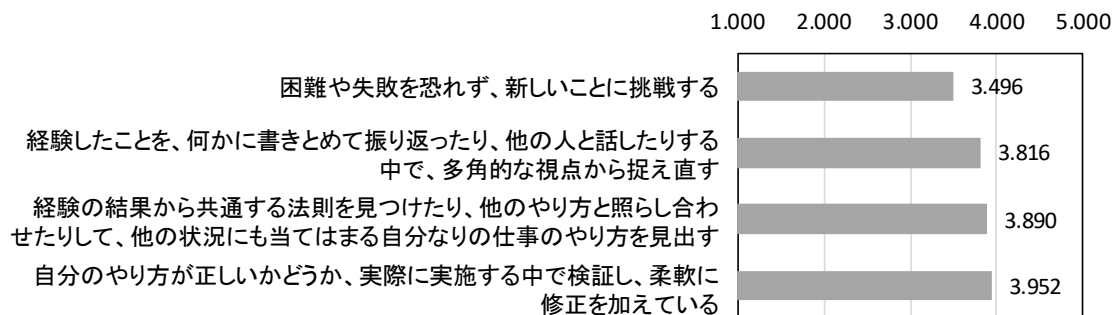 1.000 2.000 3.000 4.000 5.000
困難や失敗を恐れず、新しいことに挑戦する
3.496
経験したことを、何かに書きとめて振り返ったり、他の人と話したりする
中で、多角的な視点から捉え直す
3.816
経験の結果から共通する法則を見つけたり、他のやり方と照らし合わ
せたりして、他の状況にも当てはまる自分なりの仕事のやり方を見出す
3.890
自分のやり方が正しいかどうか、実際に実施する中で検証し、柔軟に
修正を加えている
3.952